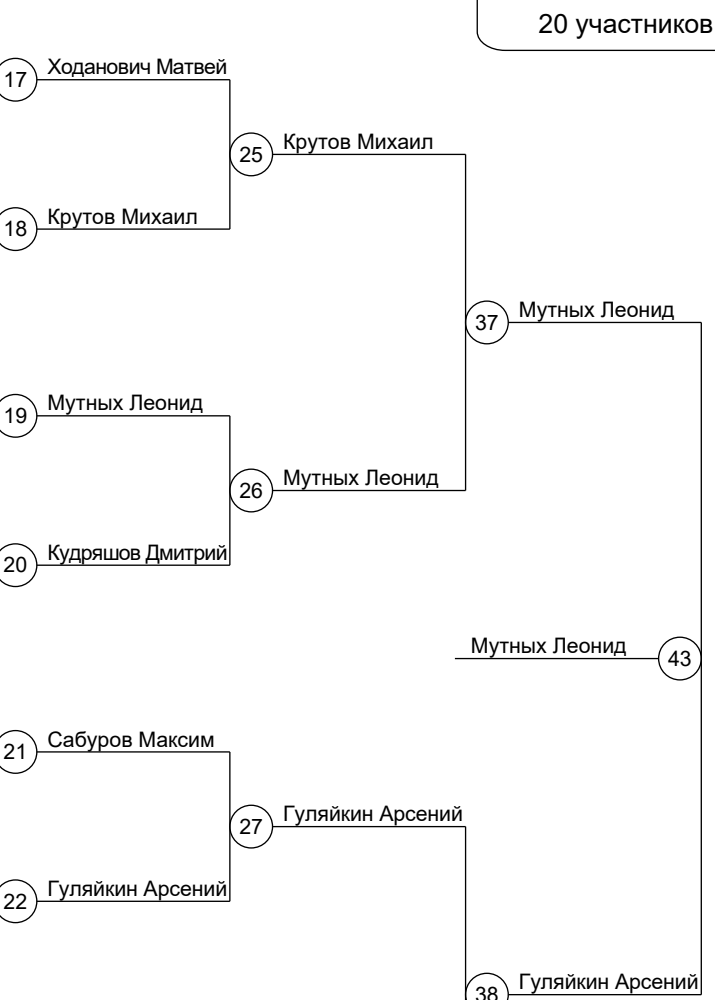 20 участников
17 Ходанович Матвей
25 Крутов Михаил
18 Крутов Михаил
37 Мутных Леонид
19 Мутных Леонид
26 Мутных Леонид
20 Кудряшов Дмитрий
Мутных Леонид 43
21 Сабуров Максим
27 Гуляйкин Арсений
22 Гуляйкин Арсений
38 Гуляйкин Арсений